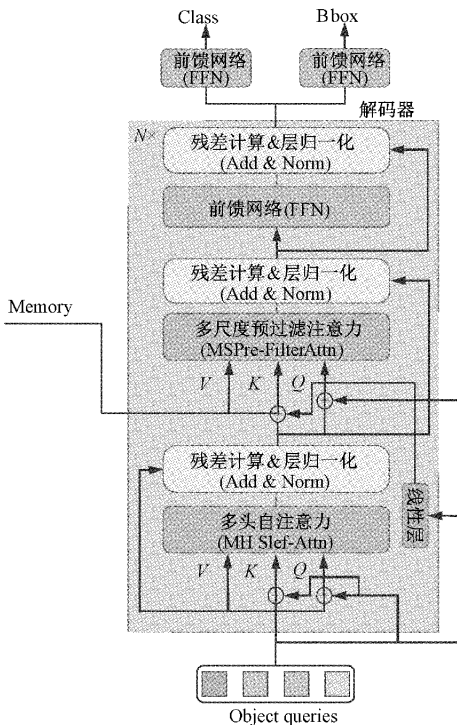 Class
Bbox
前馈网络
(FFN)
前馈网络
(FFN)
解码器
N×
残差计算&层归一化
(Add & Norm)
前馈网络(FFN)
残差计算&层归一化
(Add & Norm)
Memory
多尺度预过滤注意力
(MSPre-FilterAttn)
V K Q
残差计算&层归一化
(Add & Norm)
线性层
多头自注意力
(MH Slef-Attn)
V K Q
Object queries